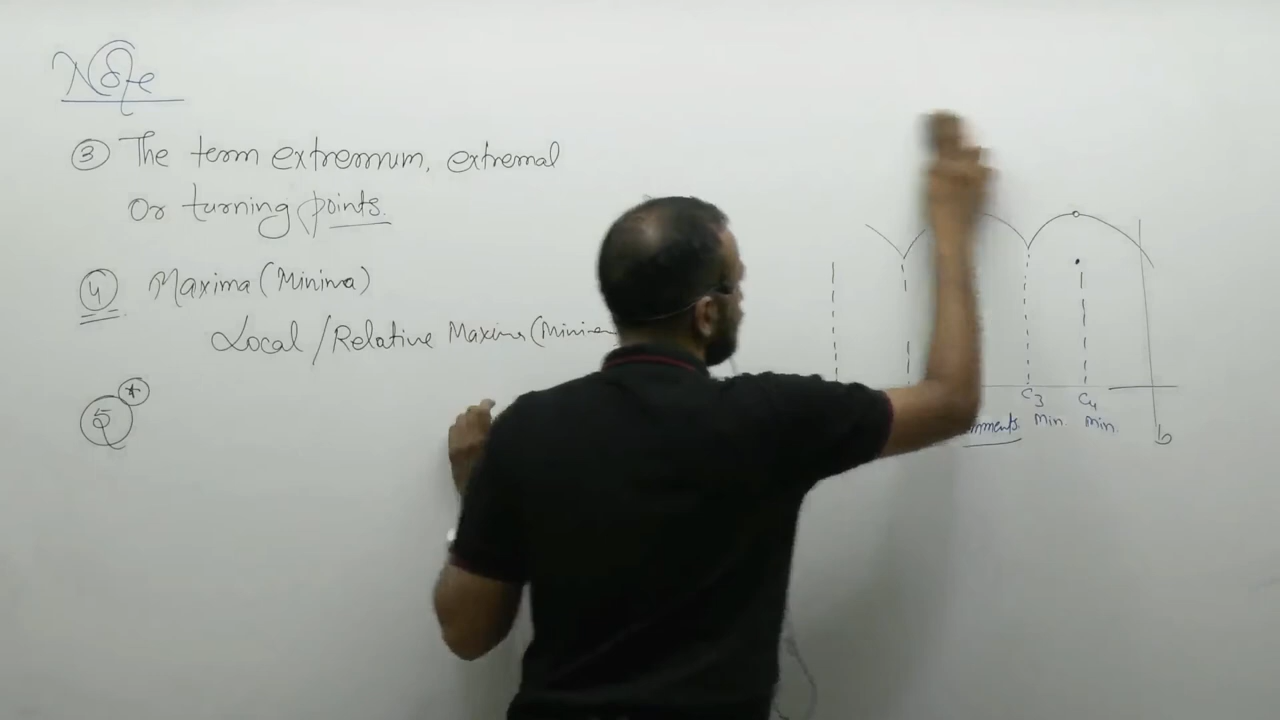 Note
③ The term extremum, extremal
Or turning points.
④ Maxima (Minima)
Local / Relative Maxima (Minima
⑤ *
C3 C4
min. min.
b